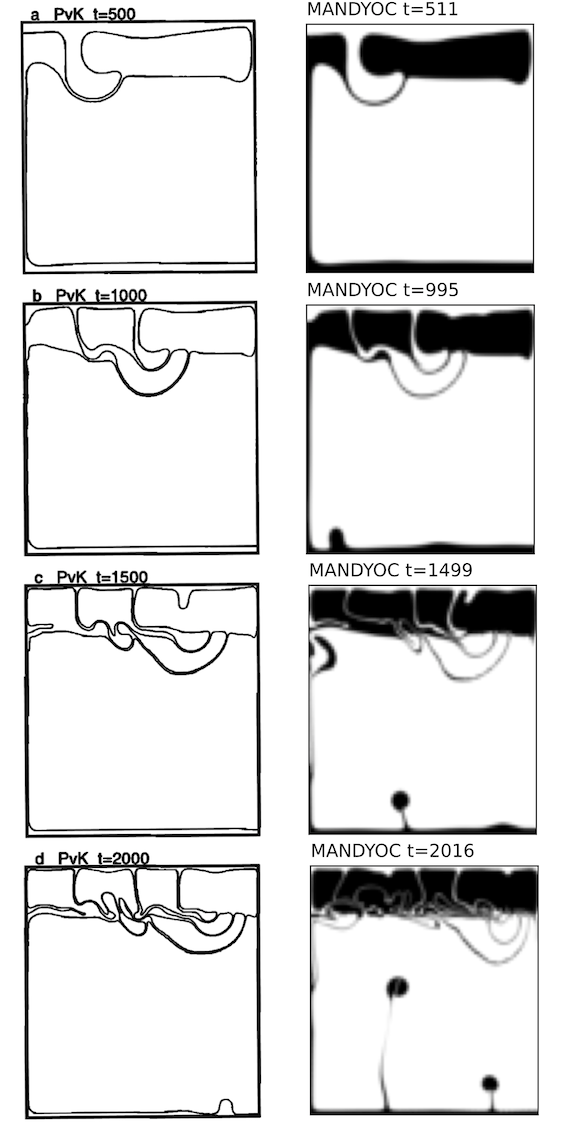 a PvK t=500
MANDYOC t=511
b PvK t=1000
MANDYOC t=995
c PvK t=1500
MANDYOC t=1499
d PvK t=2000
MANDYOC t=2016